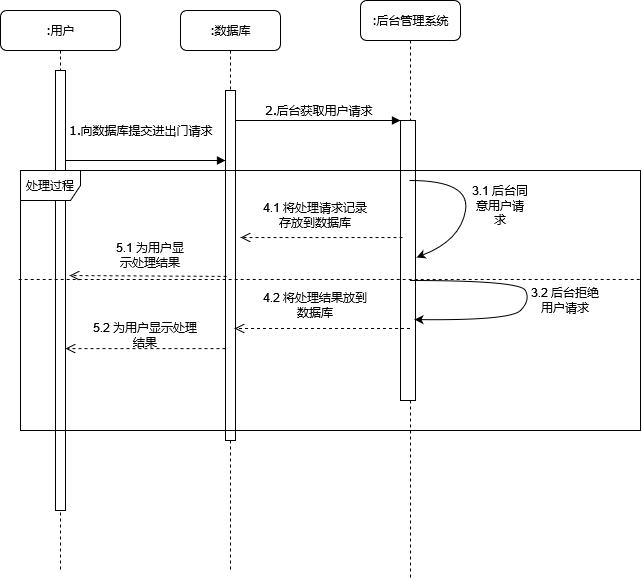 :用户
:数据库
:后台管理系统
2.后台获取用户请求
1.向数据库提交进出门请求
处理过程
3.1 后台同
意用户请
求
4.1 将处理请求记录
存放到数据库
5.1 为用户显
示处理结果
3.2 后台拒绝
用户请求
4.2 将处理结果放到
数据库
5.2 为用户显示处理
结果